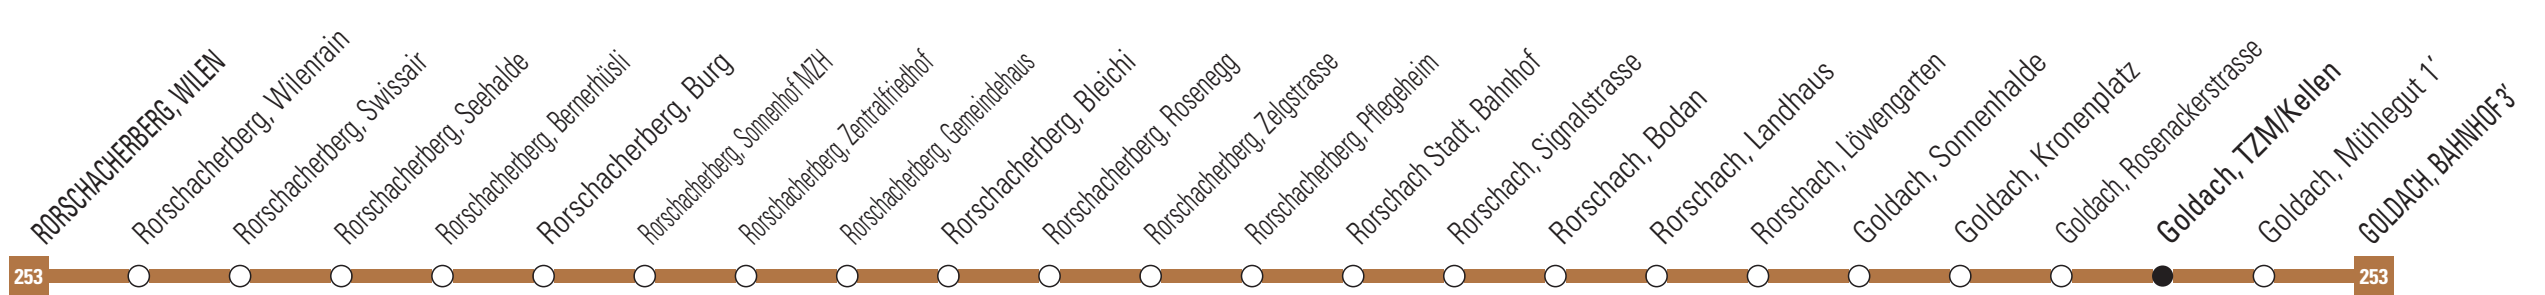 RORSCHACHERBERG, WILEN
Rorschacherberg, Wilenrain
Rorschacherberg, Swissair
Rorschacherberg, Seehalde
Rorschacherberg, Bernerhüsli
Rorschacherberg, Burg
Rorschacherberg, Sonnenhof MZH
Rorschacherberg, Zentralfriedhof
Rorschacherberg, Gemeindehaus
Rorschacherberg, Bleichi
Rorschacherberg, Rosenegg
Rorschacherberg, Zelgstrasse
Rorschacherberg, Pflegeheim
Rorschach Stadt, Bahnhof
Rorschach, Signalstrasse
Rorschach, Bodan
Rorschach, Landhaus
Rorschach, Löwengarten
Goldach, Sonnenhalde
Goldach, Kronenplatz
Goldach, Rosenackerstrasse
Goldach, TZM/Kellen
Goldach, Mühlegut 1’
GOLDACH, BAHNHOF 3’
253
253